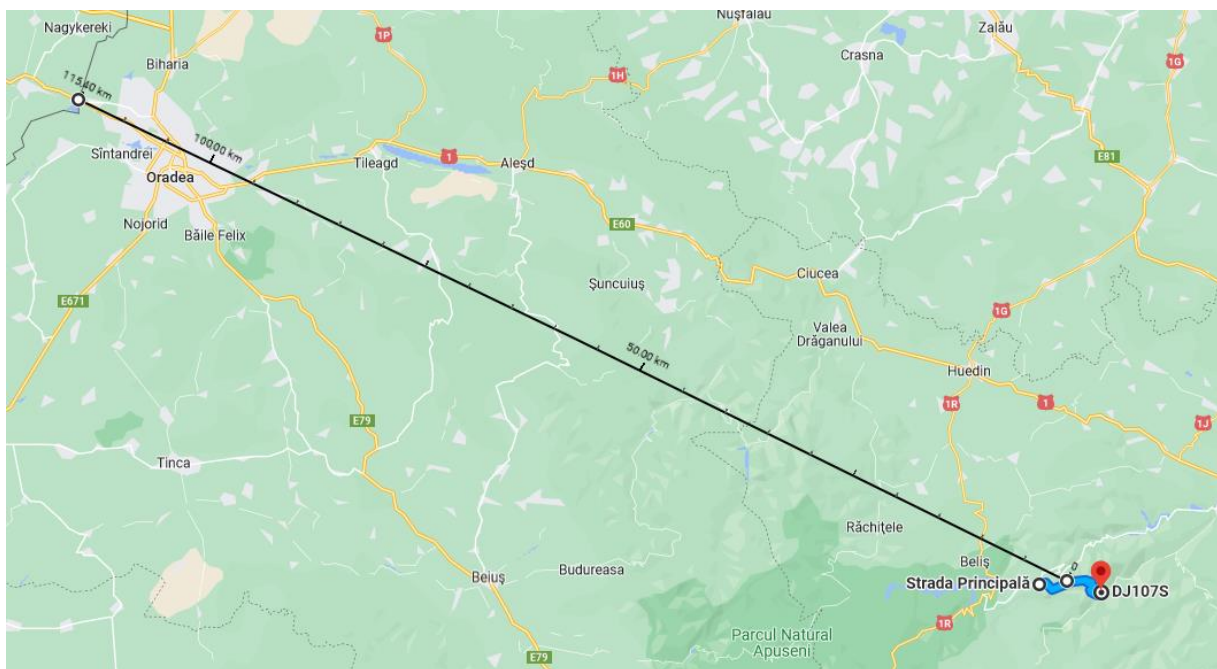 Nagykereki
Nușfalău
1P
Zalău
Biharia
Crasna
1G
1H
115,40 km
100,00 km
Sîntandrei
Tileagd
1
Aleșd
E81
Oradea
Nojorid
Băile Felix
E60
Ciucea
Șuncuiuș
E671
1G
Valea
Drăganului
50,00 km
Huedin
1R
1
E79
1J
Tinca
Răchițele
Beliș
0
Beiuș
Budureasa
Strada Principală
DJ107S
1R
Parcul Natural
Apuseni
E79